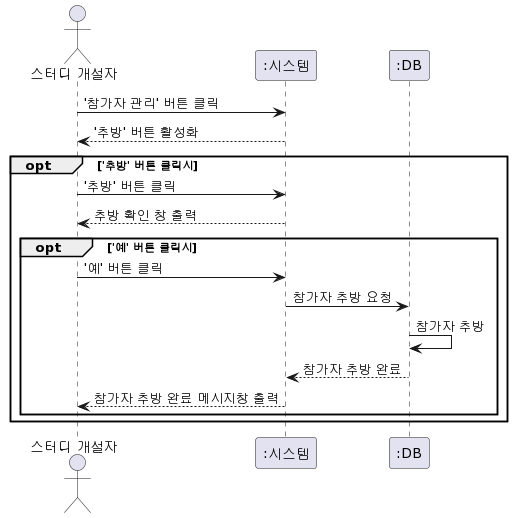 스터디 개설자
:시스템
:DB
'참가자 관리' 버튼 클릭
'추방' 버튼 활성화
opt
['추방' 버튼 클릭시]
'추방' 버튼 클릭
추방 확인 창 출력
opt
['예' 버튼 클릭시]
'예' 버튼 클릭
참가자 추방 요청
참가자 추방
참가자 추방 완료
참가자 추방 완료 메시지창 출력
스터디 개설자
:시스템
:DB